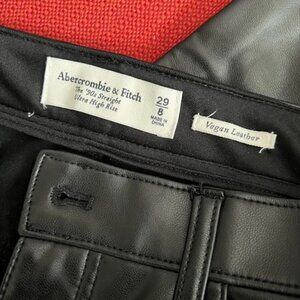 Abercrombie & Fitch
The '90s Straight
Ultra High Rise
29
8
MADE IN
CHINA
Vegan Leather